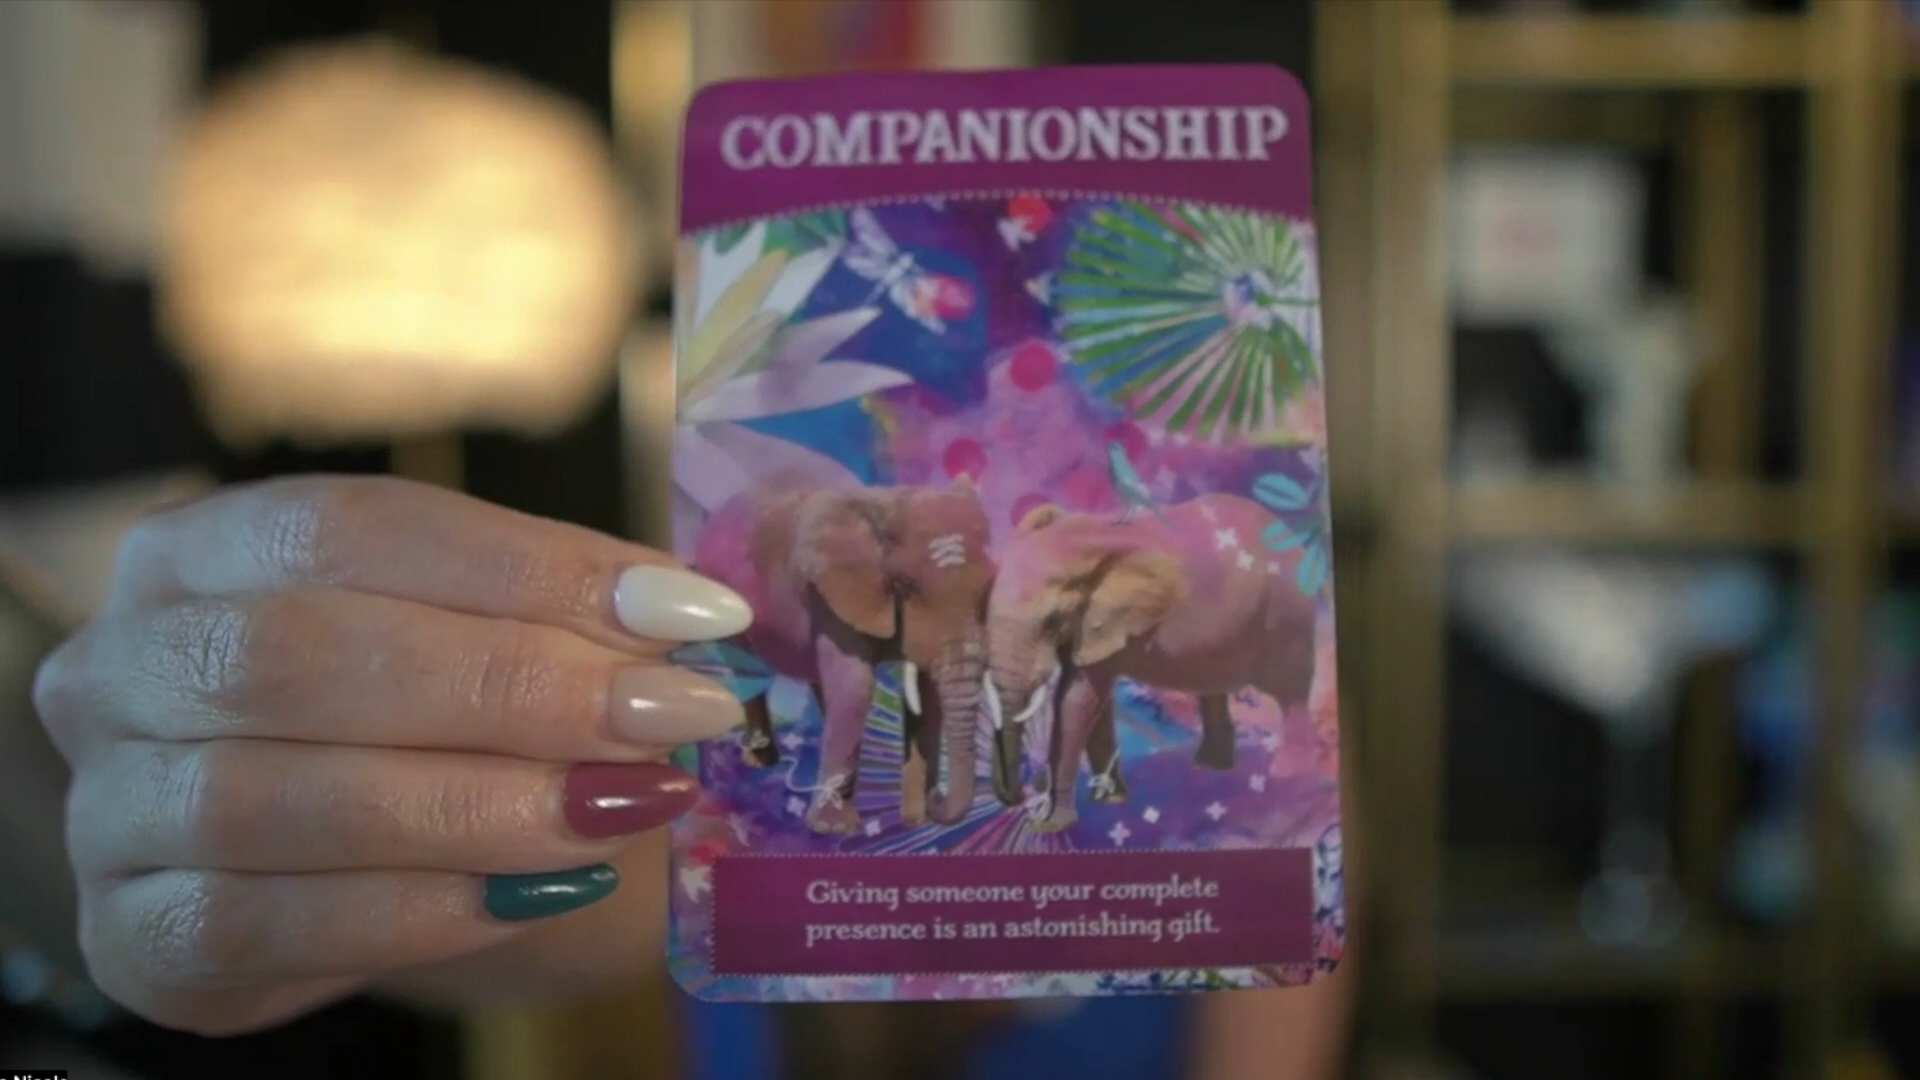 COMPANIONSHIP
Giving someone your complete
presence is an astonishing gift.